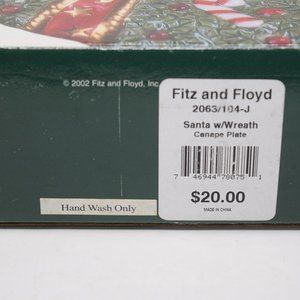 © 2002 Fitz and Floyd, Inc
Fitz and Floyd
2063/104-J
Santa w/Wreath
Canape Plate
7 46944 78075 1
$20.00
MADE IN CHINA
Hand Wash Only